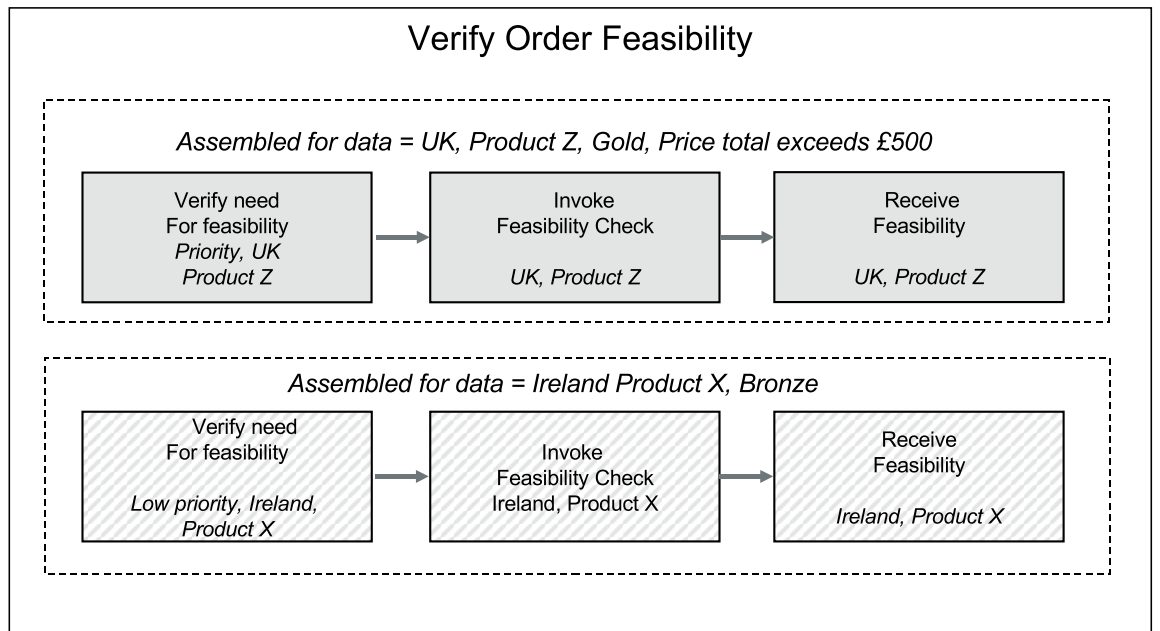 Verify Order Feasibility
Assembled for data = UK, Product Z, Gold, Price total exceeds £500
Verify need
For feasibility
Priority, UK
Product Z
Invoke
Feasibility Check
UK, Product Z
Receive
Feasibility
UK, Product Z
Assembled for data = Ireland Product X, Bronze
Verify need
For feasibility
Low priority, Ireland,
Product X
Invoke
Feasibility Check
Ireland, Product X
Receive
Feasibility
Ireland, Product X